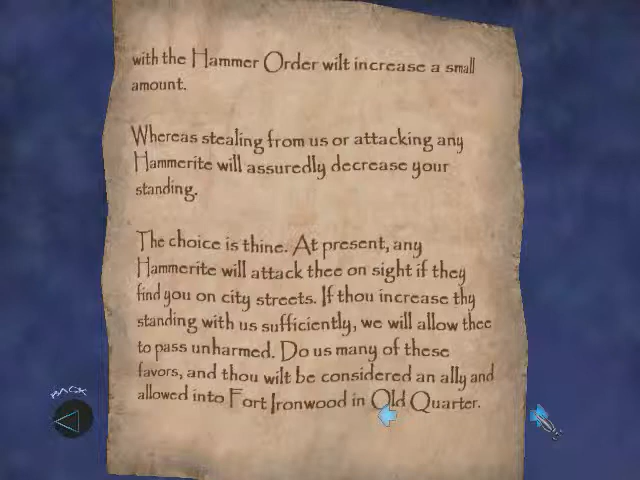 with the Hammer Order wilt increase a small
amount.
Whereas stealing from us or attacking any
Hammerite will assuredly decrease your
standing.
The choice is thine. At present, any
Hammerite will attack thee on sight if they
find you on city streets. If thou increase thy
standing with us sufficiently, we will allow thee
to pass unharmed. Do us many of these
favors, and thou wilt be considered an ally and
allowed into Fort Ironwood in Old Quarter.
BACK